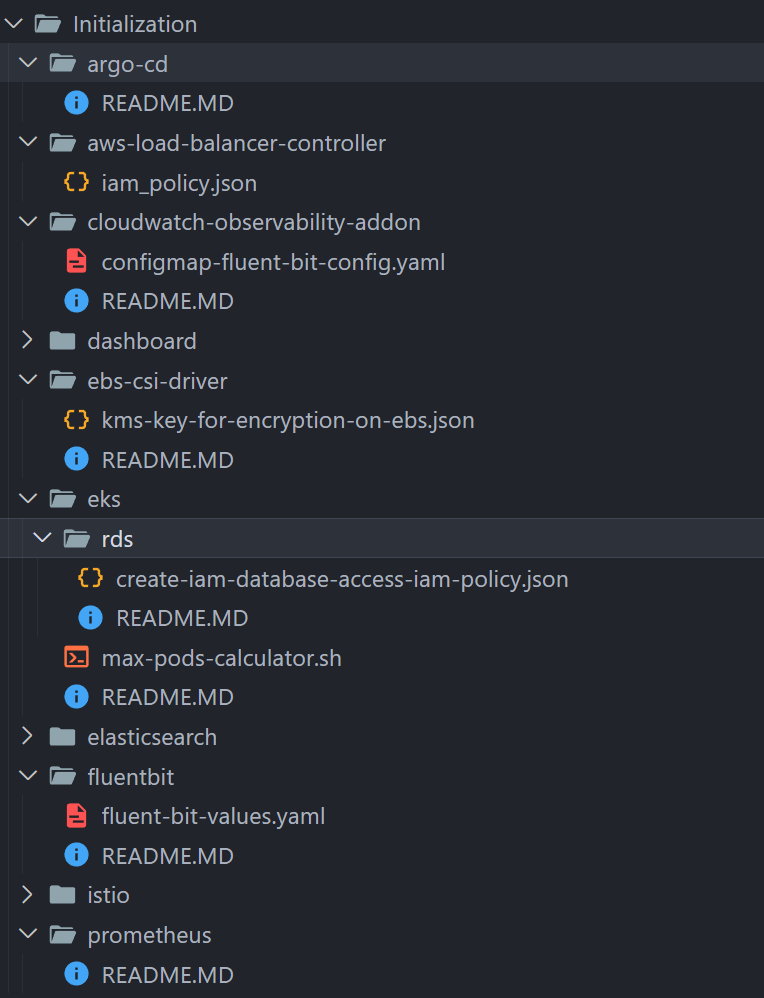 Initialization
argo-cd
README.MD
aws-load-balancer-controller
iam_policy.json
cloudwatch-observability-addon
configmap-fluent-bit-config.yaml
README.MD
dashboard
ebs-csi-driver
kms-key-for-encryption-on-ebs.json
README.MD
eks
rds
create-iam-database-access-iam-policy.json
README.MD
max-pods-calculator.sh
README.MD
elasticsearch
fluentbit
fluent-bit-values.yaml
README.MD
istio
prometheus
README.MD